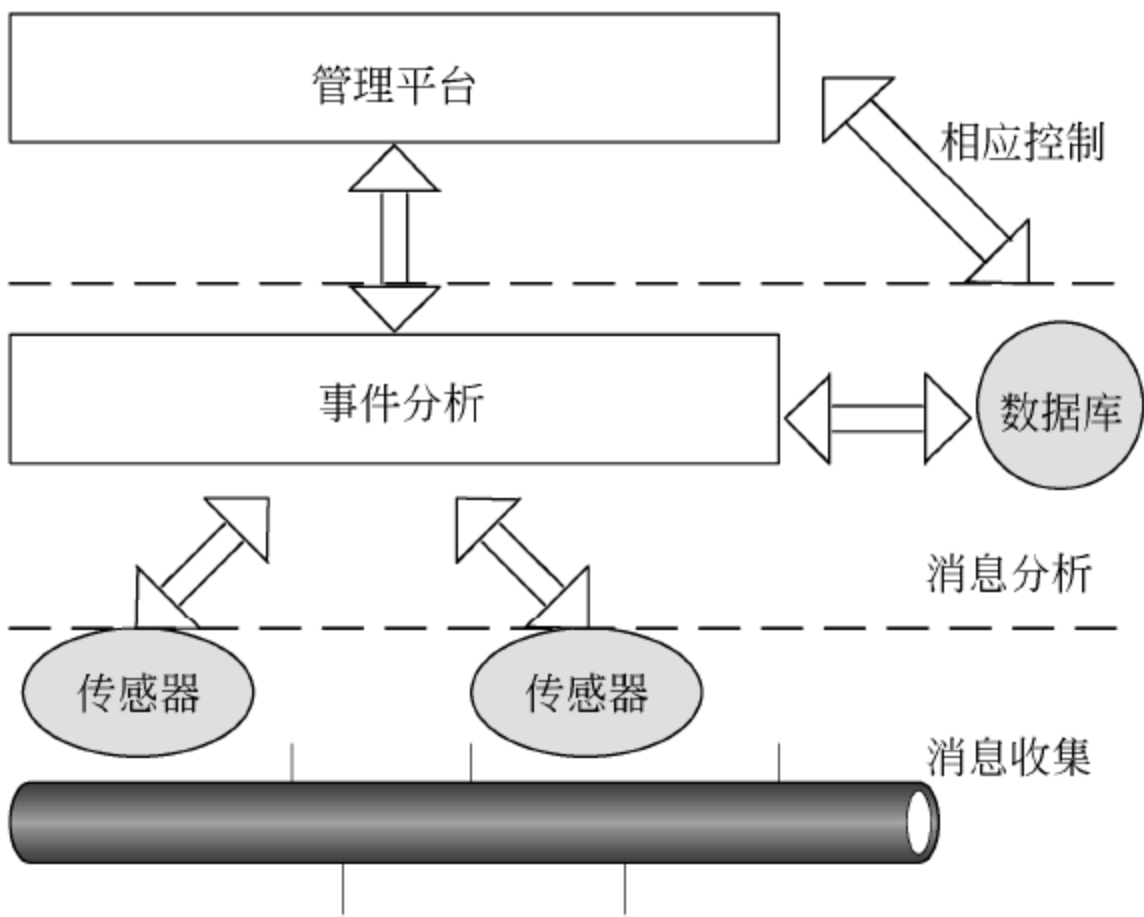 管理平台
相应控制
事件分析
数据库
消息分析
传感器
传感器
消息收集